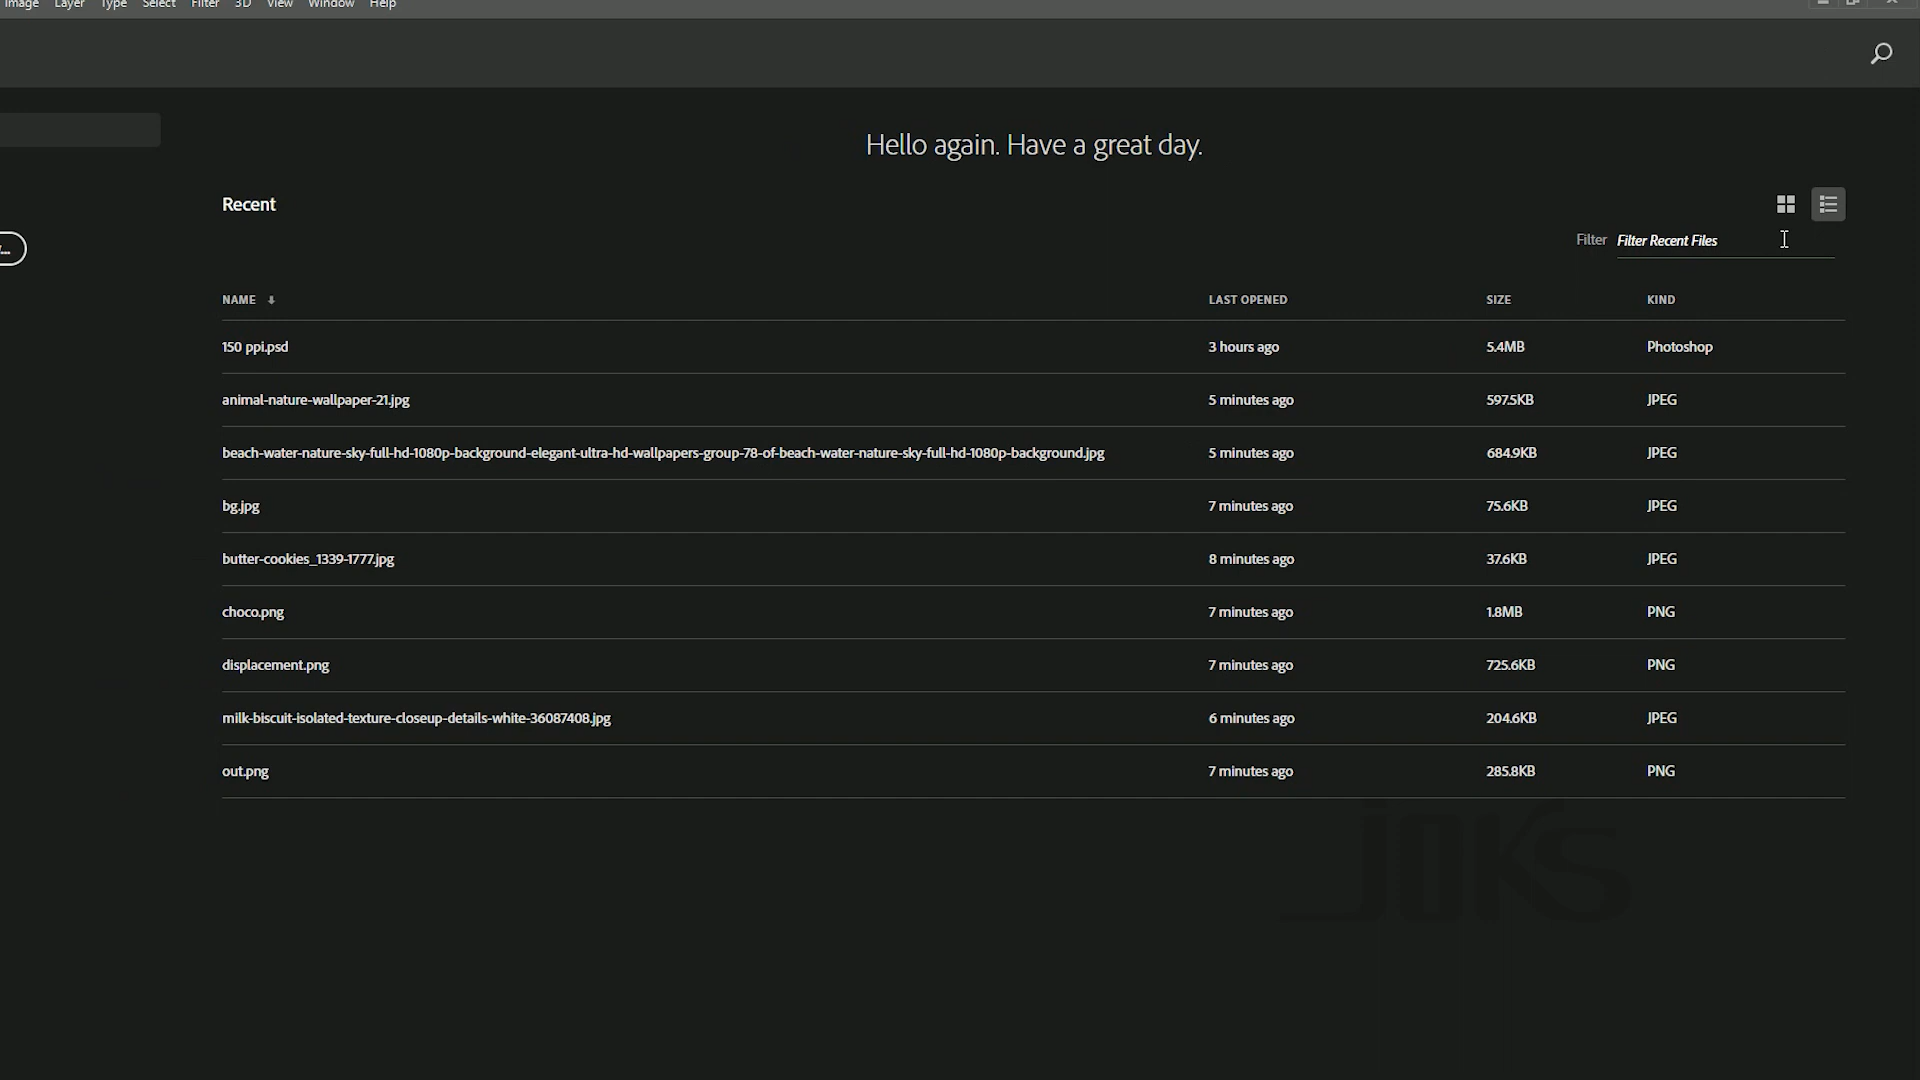 Image Layer Type Select Filter 3D View Window Help
Hello again. Have a great day.
Recent
...
Filter Filter Recent Files
NAME LAST OPENED SIZE KIND
150 ppi.psd 3 hours ago 5.4MB Photoshop
animal-nature-wallpaper-21.jpg 5 minutes ago 597.5KB JPEG
beach-water-nature-sky-full-hd-1080p-background-elegant-ultra-hd-wallpapers-group-78-of-beach-water-nature-sky-full-hd-1080p-background.jpg 5 minutes ago 684.9KB JPEG
bg.jpg 7 minutes ago 75.6KB JPEG
butter-cookies_1339-1777.jpg 8 minutes ago 37.6KB JPEG
choco.png 7 minutes ago 1.8MB PNG
displacement.png 7 minutes ago 725.6KB PNG
milk-biscuit-isolated-texture-closeup-details-white-36087408.jpg 6 minutes ago 204.6KB JPEG
out.png 7 minutes ago 285.8KB PNG
JOKS